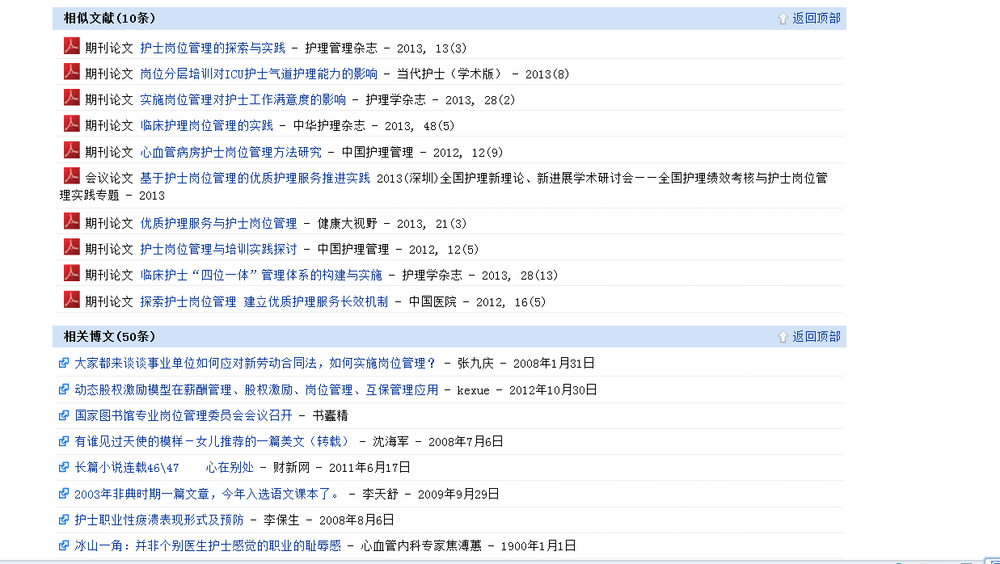 相似文献(10条)
返回顶部
期刊论文 护士岗位管理的探索与实践 - 护理管理杂志 - 2013, 13(3)
期刊论文 岗位分层培训对ICU护士气道护理能力的影响 - 当代护士（学术版） - 2013(8)
期刊论文 实施岗位管理对护士工作满意度的影响 - 护理学杂志 - 2013, 28(2)
期刊论文 临床护理岗位管理的实践 - 中华护理杂志 - 2013, 48(5)
期刊论文 心血管病房护士岗位管理方法研究 - 中国护理管理 - 2012, 12(9)
会议论文 基于护士岗位管理的优质护理服务推进实践 2013(深圳)全国护理新理论、新进展学术研讨会——全国护理绩效考核与护士岗位管
理实践专题 - 2013
期刊论文 优质护理服务与护士岗位管理 - 健康大视野 - 2013, 21(3)
期刊论文 护士岗位管理与培训实践探讨 - 中国护理管理 - 2012, 12(5)
期刊论文 临床护士“四位一体”管理体系的构建与实施 - 护理学杂志 - 2013, 28(13)
期刊论文 探索护士岗位管理 建立优质护理服务长效机制 - 中国医院 - 2012, 16(5)
相关博文(50条)
返回顶部
大家都来谈谈事业单位如何应对新劳动合同法，如何实施岗位管理？ - 张九庆 - 2008年1月31日
动态股权激励模型在薪酬管理、股权激励、岗位管理、互保管理应用 - kexue - 2012年10月30日
国家图书馆专业岗位管理委员会会议召开 - 书蠹精
有谁见过天使的模样－女儿推荐的一篇美文（转载） - 沈海军 - 2008年7月6日
长篇小说连载46\47 心在别处 - 财新网 - 2011年6月17日
2003年非典时期一篇文章，今年入选语文课本了。 - 李天舒 - 2009年9月29日
护士职业性疲溃表现形式及预防 - 李保生 - 2008年8月6日
冰山一角：并非个别医生护士感觉的职业的耻辱感 - 心血管内科专家焦溥蕙 - 1900年1月1日